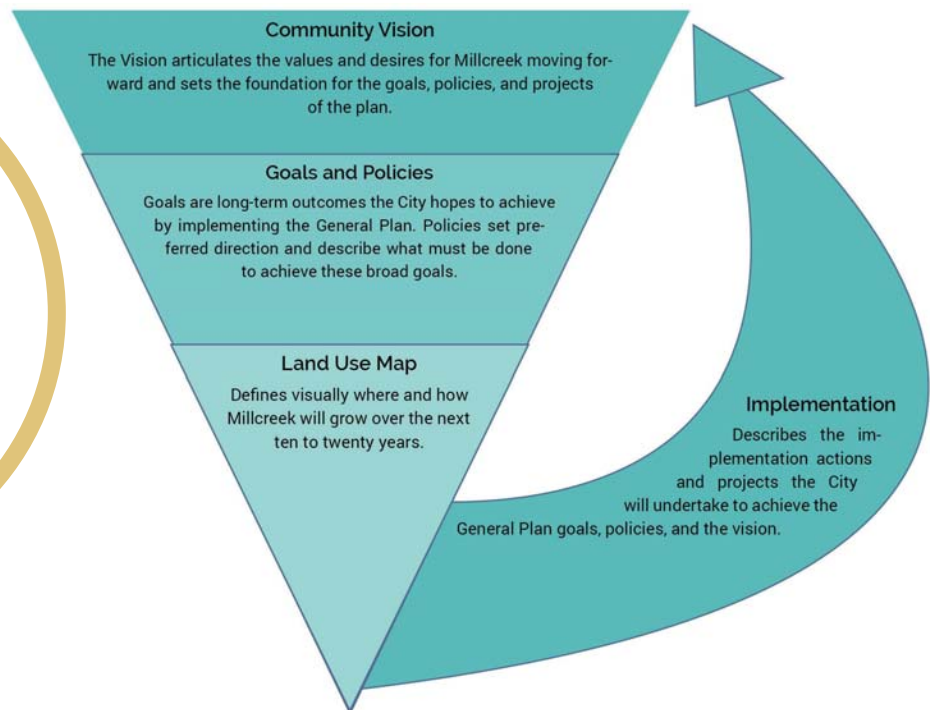 Community Vision
The Vision articulates the values and desires for Millcreek moving for-
ward and sets the foundation for the goals, policies, and projects
of the plan.
Goals and Policies
Goals are long-term outcomes the City hopes to achieve
by implementing the General Plan. Policies set pre-
ferred direction and describe what must be done
to achieve these broad goals.
Land Use Map
Defines visually where and how
Millcreek will grow over the next
ten to twenty years.
Implementation
Describes the im-
plementation actions
and projects the City
will undertake to achieve the
General Plan goals, policies, and the vision.